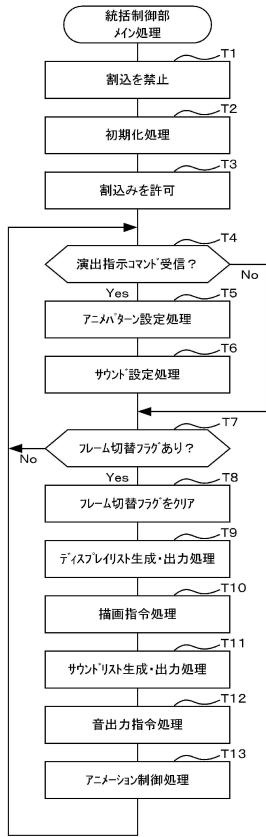 統括制御部
メイン処理
T1
割込を禁止
T2
初期化処理
T3
割込みを許可
T4
演出指示コマンド受信？
No
Yes
T5
アニメパターン設定処理
T6
サウンド設定処理
T7
フレーム切替フラグあり？
No
Yes
T8
フレーム切替フラグをクリア
T9
ディスプレイリスト生成・出力処理
T10
描画指令処理
T11
サウンドリスト生成・出力処理
T12
音出力指令処理
T13
アニメーション制御処理